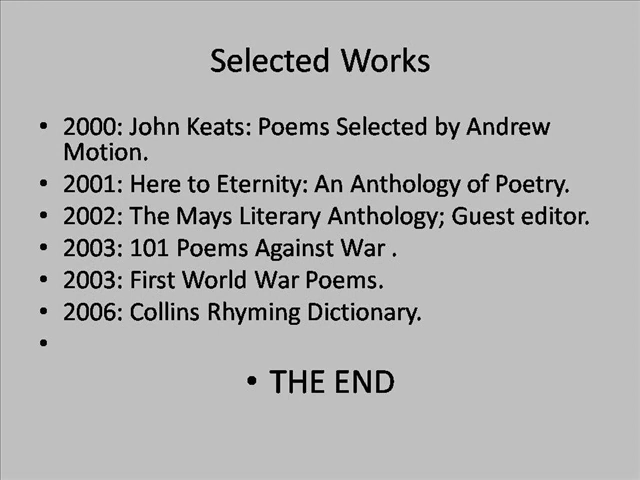 Selected Works
• 2000: John Keats: Poems Selected by Andrew
Motion.
• 2001: Here to Eternity: An Anthology of Poetry.
• 2002: The Mays Literary Anthology; Guest editor.
• 2003: 101 Poems Against War .
• 2003: First World War Poems.
• 2006: Collins Rhyming Dictionary.
•
• THE END